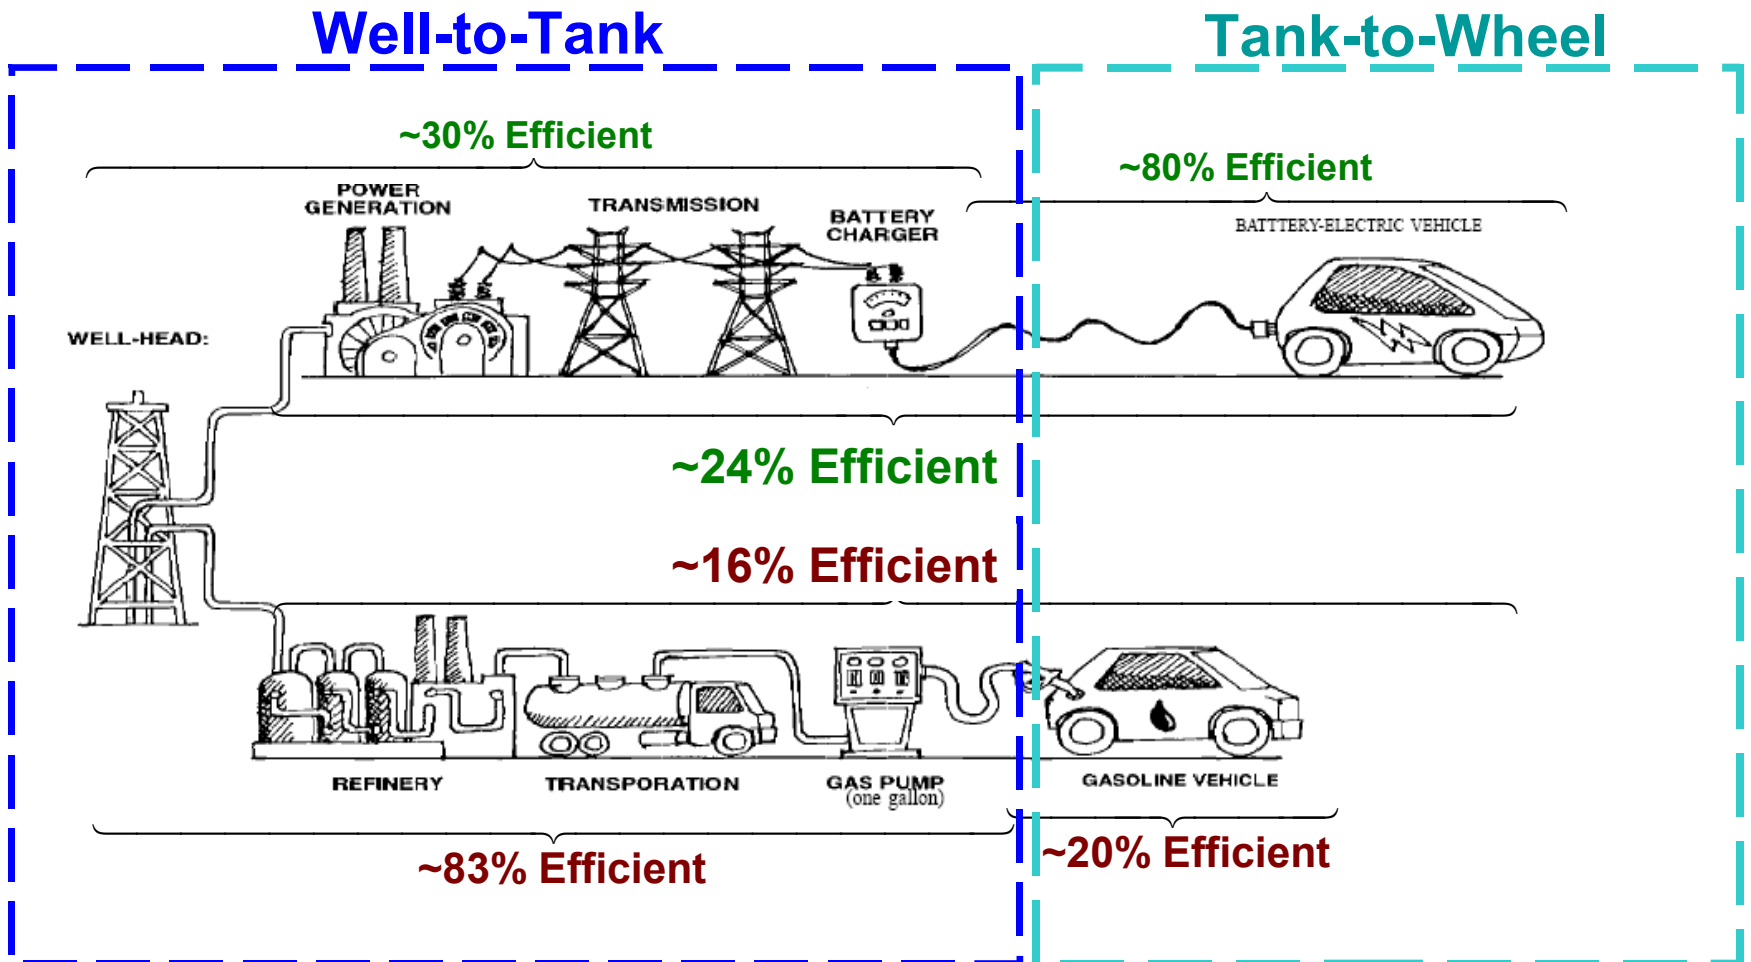 Well-to-Tank
Tank-to-Wheel
~30% Efficient
~80% Efficient
POWER
GENERATION
TRANSMISSION
BATTERY
CHARGER
BATTTERY-ELECTRIC VEHICLE
WELL-HEAD:
~24% Efficient
~16% Efficient
REFINERY
TRANSPORATION
GAS PUMP
(one gallon)
GASOLINE VEHICLE
~83% Efficient
~20% Efficient